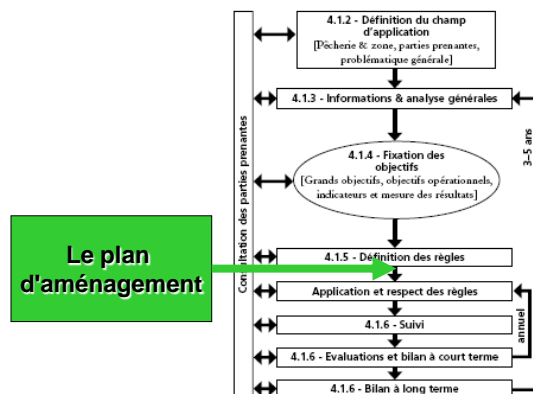 4.1.2 - Définition du champ
d'application
[Pêcherie & zone, parties prenantes,
problématique générale]
4.1.3 - Informations & analyse générales
4.1.4 - Fixation des
objectifs
[Grands objectifs, objectifs opérationnels,
indicateurs et mesure des résultats]
3–5 ans
Consultation des parties prenantes
Le plan
d'aménagement
4.1.5 - Définition des règles
Application et respect des règles
4.1.6 - Suivi
annuel
4.1.6 - Evaluations et bilan à court terme
4.1.6 - Bilan à long terme